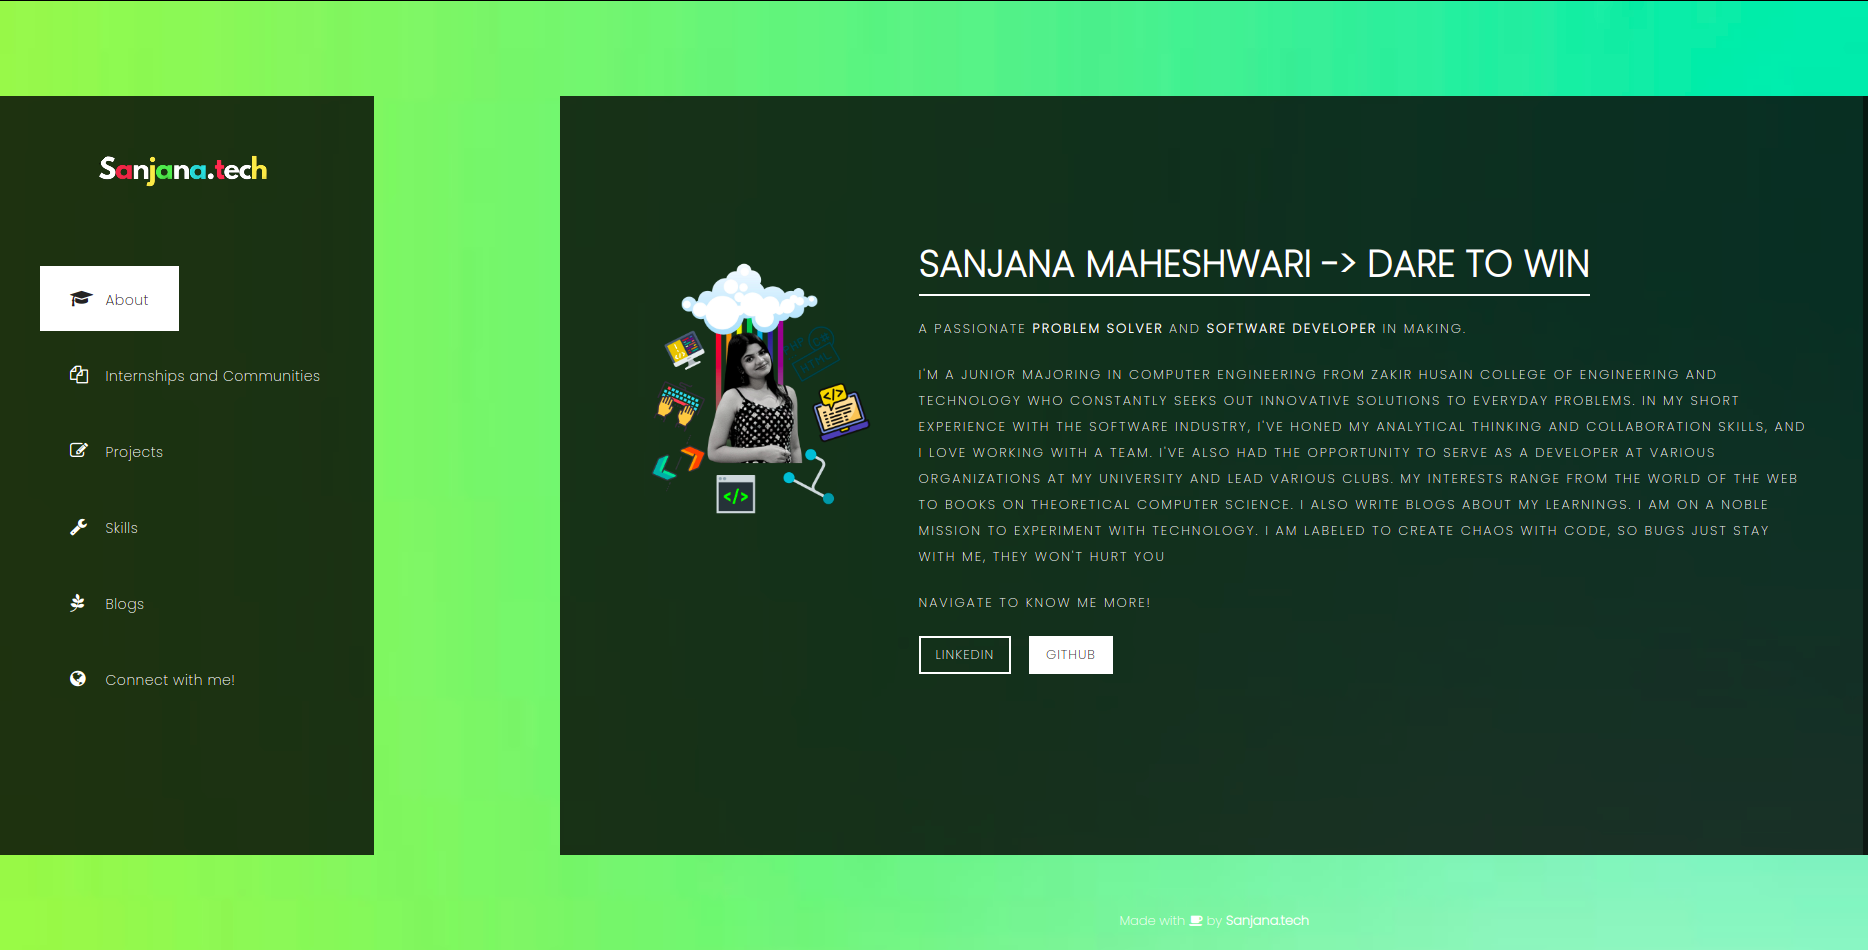 Sanjana.tech
About
Internships and Communities
Projects
Skills
Blogs
Connect with me!
SANJANA MAHESHWARI -> DARE TO WIN
A PASSIONATE PROBLEM SOLVER AND SOFTWARE DEVELOPER IN MAKING.
I'M A JUNIOR MAJORING IN COMPUTER ENGINEERING FROM ZAKIR HUSAIN COLLEGE OF ENGINEERING AND
TECHNOLOGY WHO CONSTANTLY SEEKS OUT INNOVATIVE SOLUTIONS TO EVERYDAY PROBLEMS. IN MY SHORT
EXPERIENCE WITH THE SOFTWARE INDUSTRY, I'VE HONED MY ANALYTICAL THINKING AND COLLABORATION SKILLS, AND
I LOVE WORKING WITH A TEAM. I'VE ALSO HAD THE OPPORTUNITY TO SERVE AS A DEVELOPER AT VARIOUS
ORGANIZATIONS AT MY UNIVERSITY AND LEAD VARIOUS CLUBS. MY INTERESTS RANGE FROM THE WORLD OF THE WEB
TO BOOKS ON THEORETICAL COMPUTER SCIENCE. I ALSO WRITE BLOGS ABOUT MY LEARNINGS. I AM ON A NOBLE
MISSION TO EXPERIMENT WITH TECHNOLOGY. I AM LABELED TO CREATE CHAOS WITH CODE, SO BUGS JUST STAY
WITH ME, THEY WON'T HURT YOU
NAVIGATE TO KNOW ME MORE!
LINKEDIN
GITHUB
PHP
C#
HTML
</>
</>
Made with by Sanjana.tech